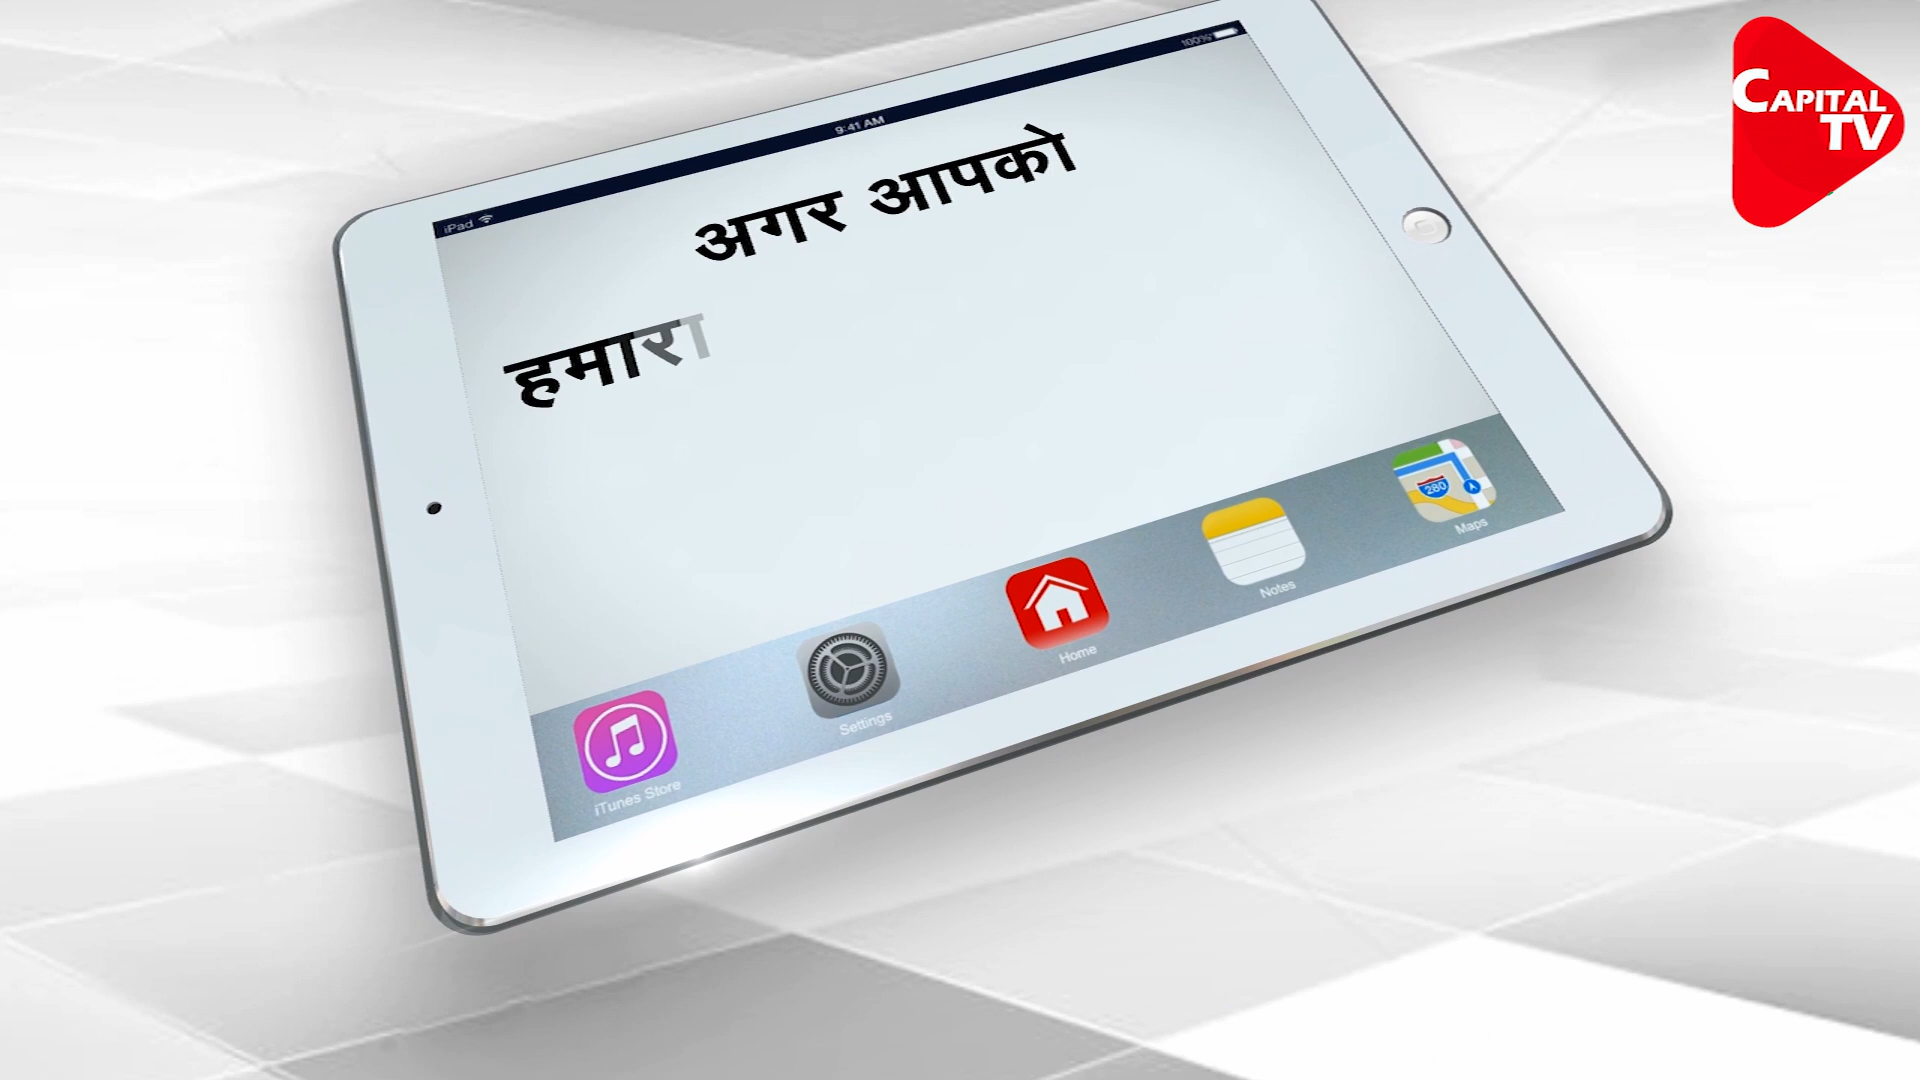 CAPITAL
TV
iPad
9:41 AM
100%
अगर आपको
हमारा
280
iTunes Store
Settings
Home
Notes
Maps